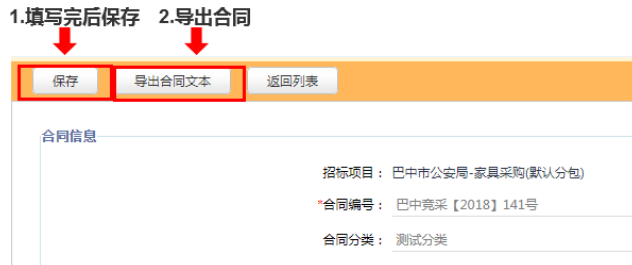 1.填写完后保存 2.导出合同
保存 导出合同文本 返回列表
合同信息
招标项目： 巴中市公安局-家具采购(默认分包)
*合同编号： 巴中竞采【2018】141号
合同分类： 测试分类